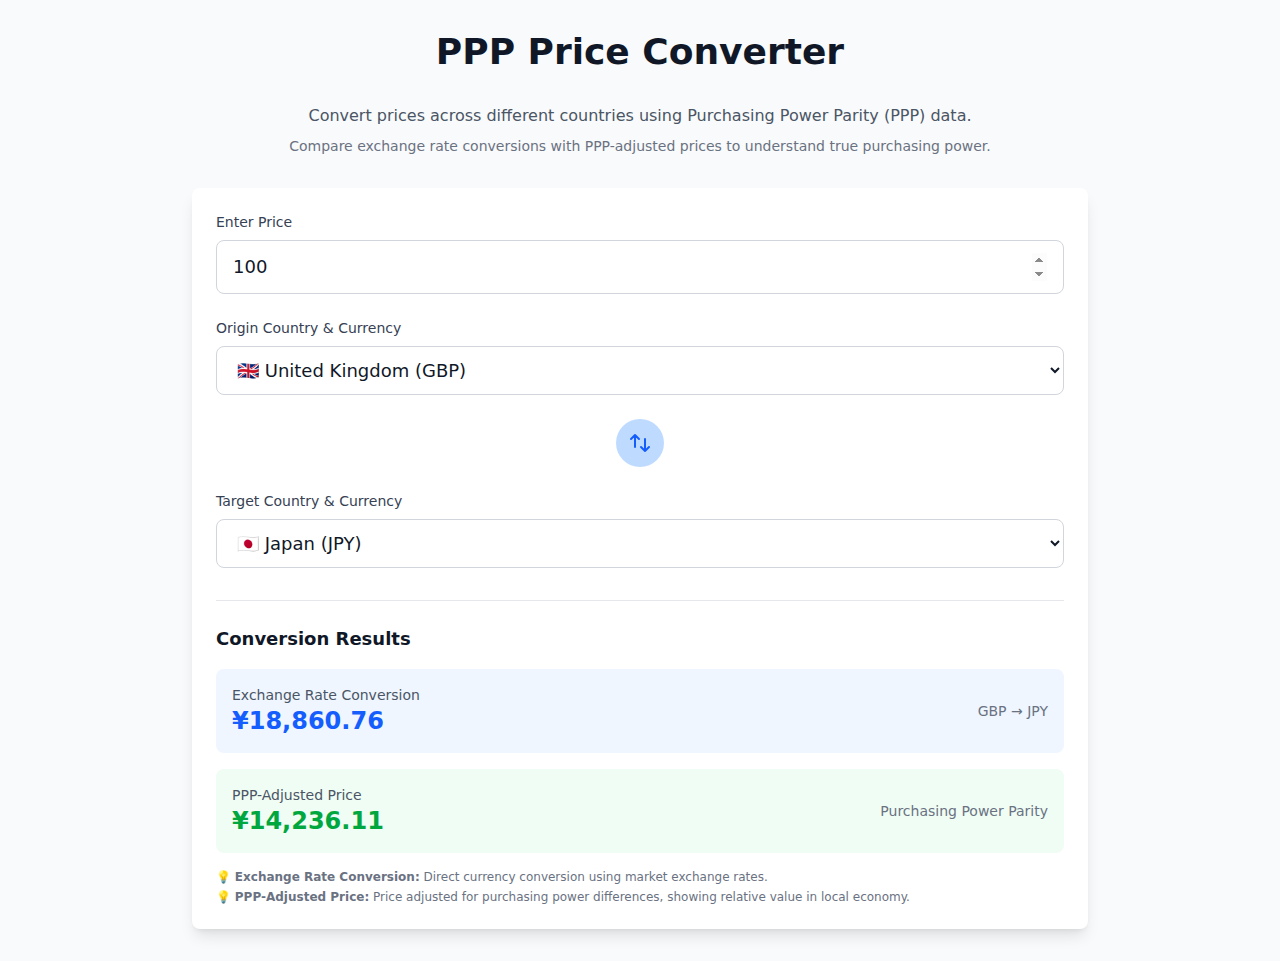 PPP Price Converter
Convert prices across different countries using Purchasing Power Parity (PPP) data.
Compare exchange rate conversions with PPP-adjusted prices to understand true purchasing power.
Enter Price
100
Origin Country & Currency
🇬🇧 United Kingdom (GBP)
Target Country & Currency
🇯🇵 Japan (JPY)
Conversion Results
Exchange Rate Conversion
¥18,860.76
GBP → JPY
PPP-Adjusted Price
¥14,236.11
Purchasing Power Parity
💡 Exchange Rate Conversion: Direct currency conversion using market exchange rates.
💡 PPP-Adjusted Price: Price adjusted for purchasing power differences, showing relative value in local economy.